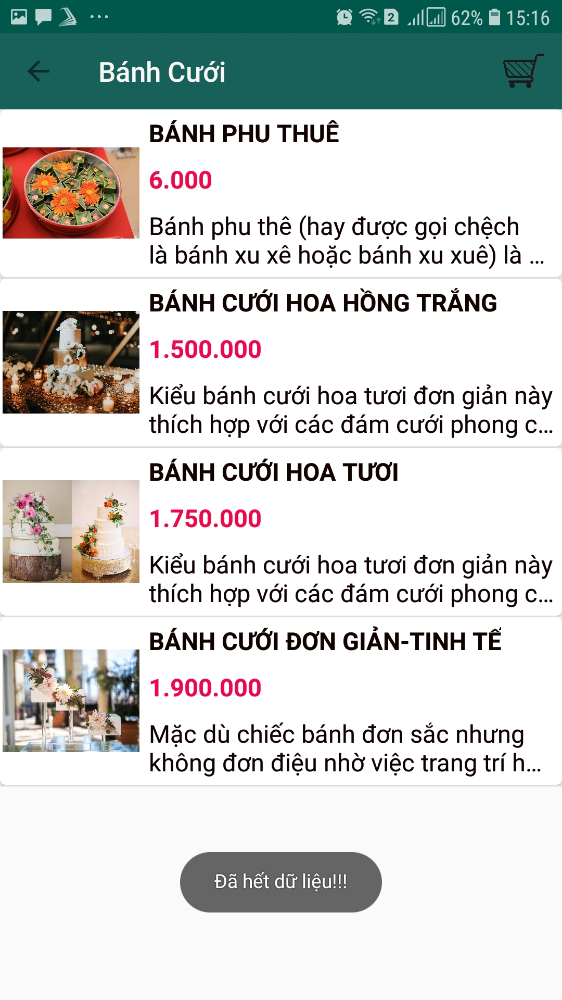 2 62% 15:16
Bánh Cưới
BÁNH PHU THUÊ
6.000
Bánh phu thê (hay được gọi chệch
là bánh xu xê hoặc bánh xu xuê) là ...
BÁNH CƯỚI HOA HỒNG TRẮNG
1.500.000
Kiểu bánh cưới hoa tươi đơn giản này
thích hợp với các đám cưới phong c...
BÁNH CƯỚI HOA TƯƠI
1.750.000
Kiểu bánh cưới hoa tươi đơn giản này
thích hợp với các đám cưới phong c...
BÁNH CƯỚI ĐƠN GIẢN-TINH TẾ
1.900.000
Mặc dù chiếc bánh đơn sắc nhưng
không đơn điệu nhờ việc trang trí h...
Đã hết dữ liệu!!!